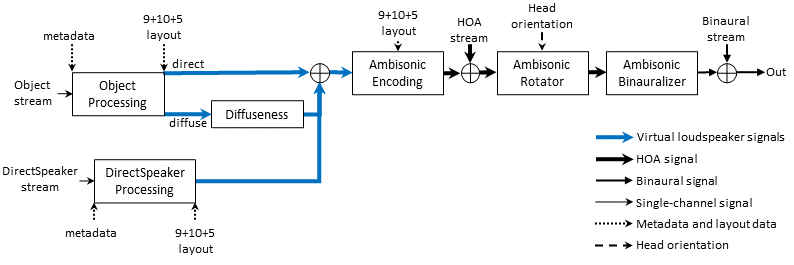 9+10+5
layout
metadata
Object
stream
Object
Processing
direct
diffuse
Diffuseness
DirectSpeaker
stream
DirectSpeaker
Processing
metadata
9+10+5
layout
9+10+5
layout
Ambisonic
Encoding
HOA
stream
Head
orientation
Ambisonic
Rotator
Ambisonic
Binauralizer
Binaural
stream
Out
Virtual loudspeaker signals
HOA signal
Binaural signal
Single-channel signal
Metadata and layout data
Head orientation